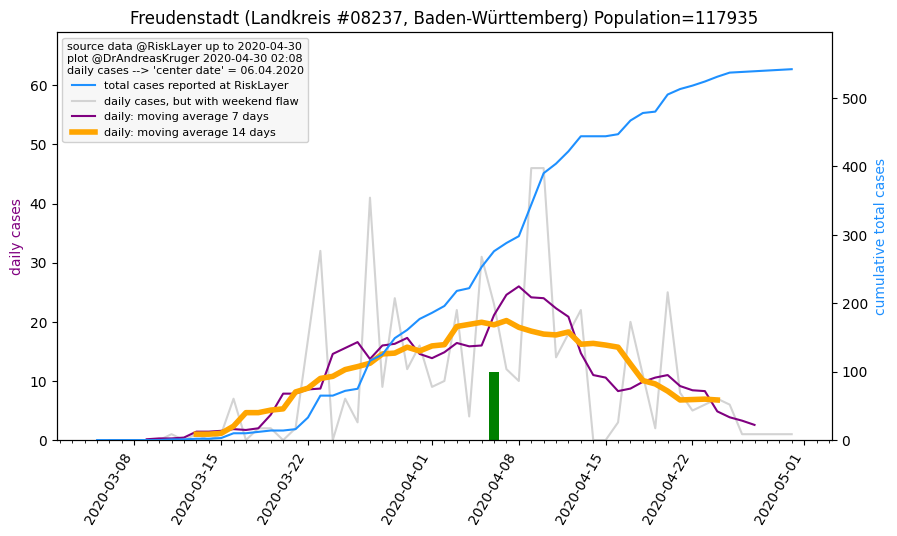 Freudenstadt (Landkreis #08237, Baden-Württemberg) Population=117935
source data @RiskLayer up to 2020-04-30
plot @DrAndreasKruger 2020-04-30 02:08
daily cases --> 'center date' = 06.04.2020
total cases reported at RiskLayer
daily cases, but with weekend flaw
daily: moving average 7 days
daily: moving average 14 days
daily cases
60
50
40
30
20
10
0
cumulative total cases
500
400
300
200
100
0
2020-03-08
2020-03-15
2020-03-22
2020-04-01
2020-04-08
2020-04-15
2020-04-22
2020-05-01